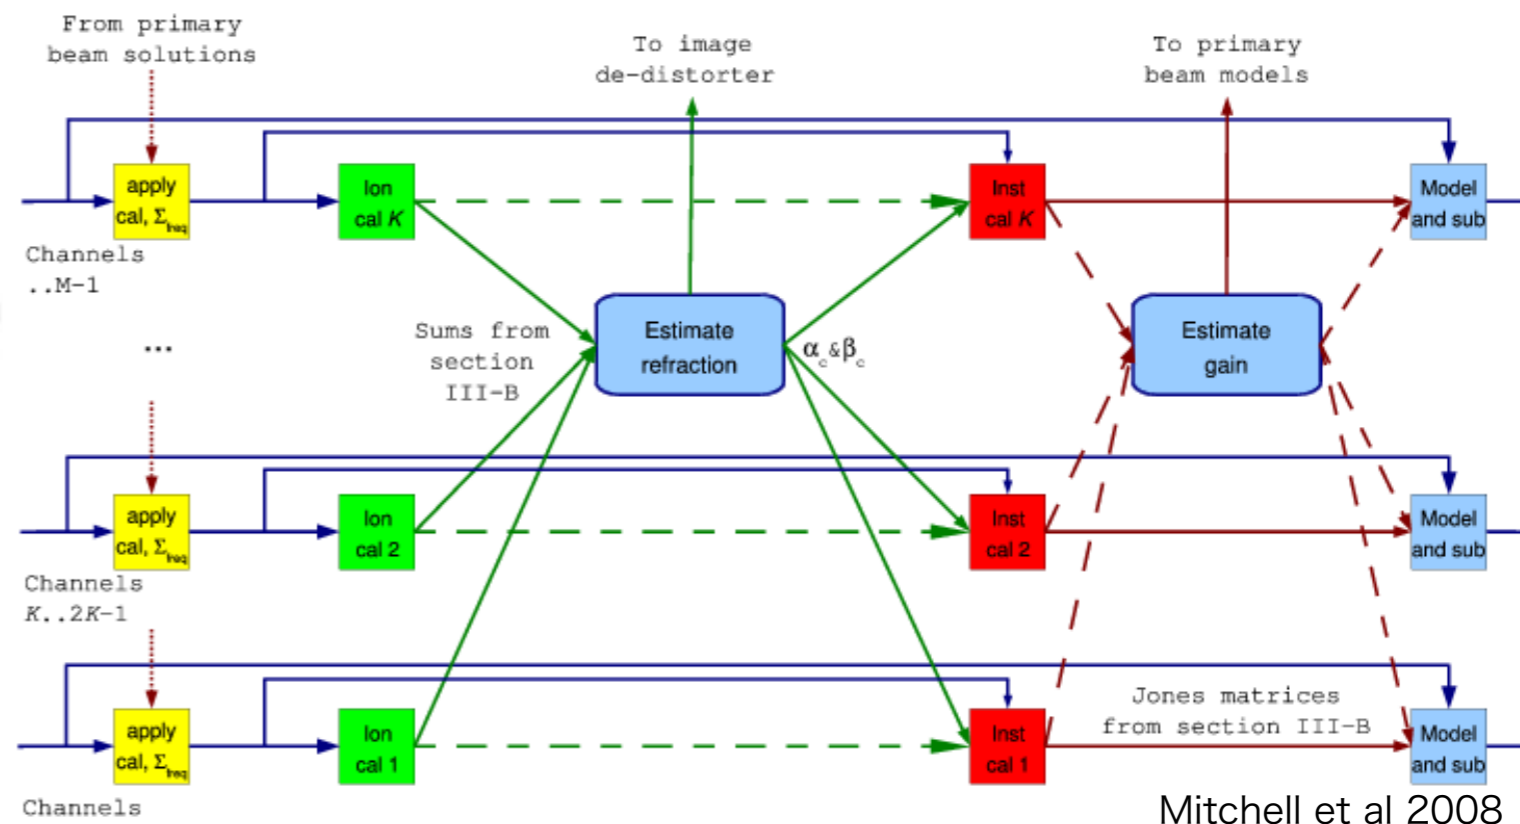 From primary
beam solutions
To image
de-distorter
To primary
beam models
apply
cal, Σfreq
Ion
cal K
Inst
cal K
Model
and sub
Channels
..M-1
...
Sums from
section
III-B
Estimate
refraction
αc&βc
Estimate
gain
apply
cal, Σfreq
Ion
cal 2
Inst
cal 2
Model
and sub
Channels
K..2K-1
apply
cal, Σfreq
Ion
cal 1
Inst
cal 1
Jones matrices
from section III-B
Model
and sub
Channels
Mitchell et al 2008